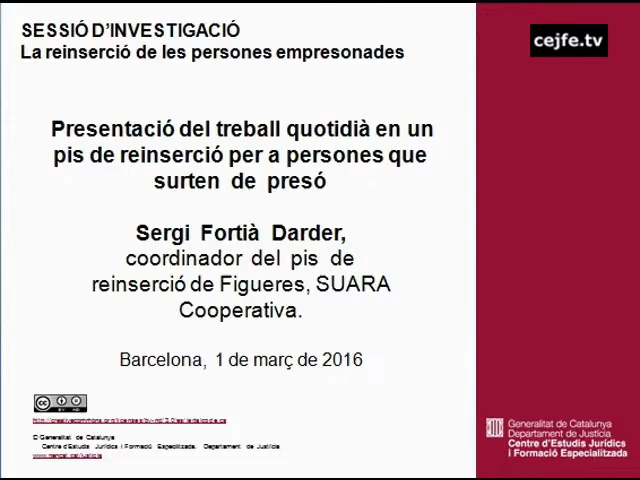 SESSIÓ D'INVESTIGACIÓ
La reinserció de les persones empresonades
cejfe.tv
Presentació del treball quotidià en un
pis de reinserció per a persones que
surten de presó
Sergi Fortià Darder,
coordinador del pis de
reinserció de Figueres, SUARA
Cooperativa.
Barcelona, 1 de març de 2016
Generalitat de Catalunya
Centre d'Estudis Jurídics i Formació Especialitzada. Departament de Justícia
Generalitat de Catalunya
Departament de Justícia
Centre d'Estudis Jurídics
i Formació Especialitzada